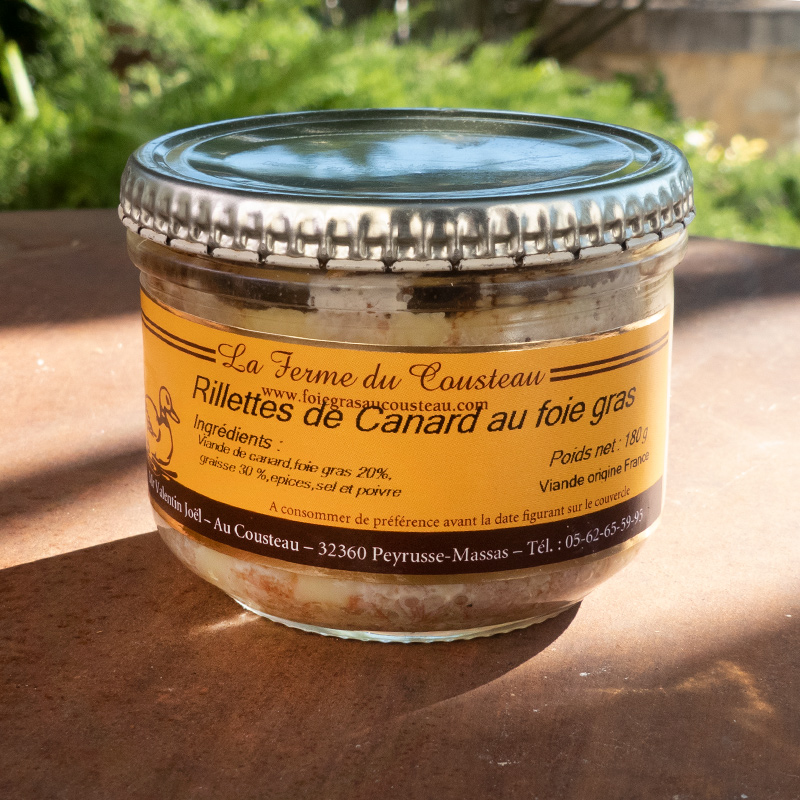 La Ferme du Cousteau
www.foiegrasaucousteau.com
Rillettes de Canard au foie gras
Ingrédients :
Viande de canard,foie gras 20%,
graisse 30 %,epices,sel et poivre
Poids net : 180 g
Viande origine France
A consommer de préférence avant la date figurant sur le couvercle
Valentin Joël – Au Cousteau – 32360 Peyrusse-Massas – Tél. : 05-62-65-59-95